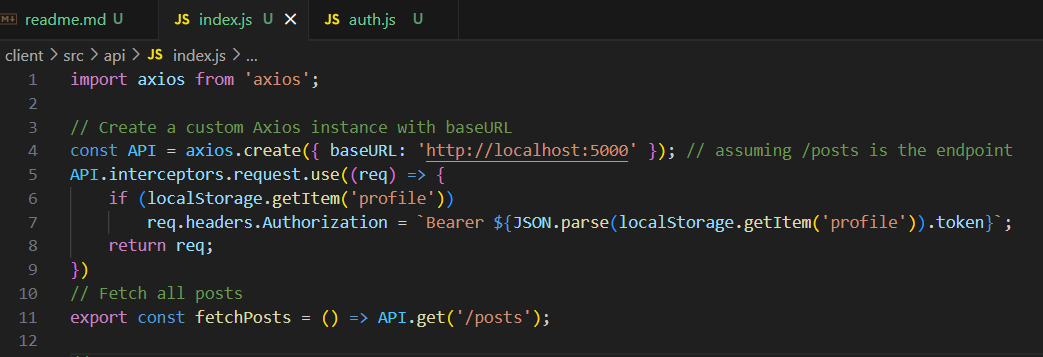 readme.md U JS index.js U × JS auth.js U
client > src > api > JS index.js > ...
1 import axios from 'axios';
2
3 // Create a custom Axios instance with baseURL
4 const API = axios.create({ baseURL: 'http://localhost:5000' }); // assuming /posts is the endpoint
5 API.interceptors.request.use((req) => {
6 if (localStorage.getItem('profile'))
7 req.headers.Authorization = `Bearer ${JSON.parse(localStorage.getItem('profile')).token}`;
8 return req;
9 })
10 // Fetch all posts
11 export const fetchPosts = () => API.get('/posts');
12